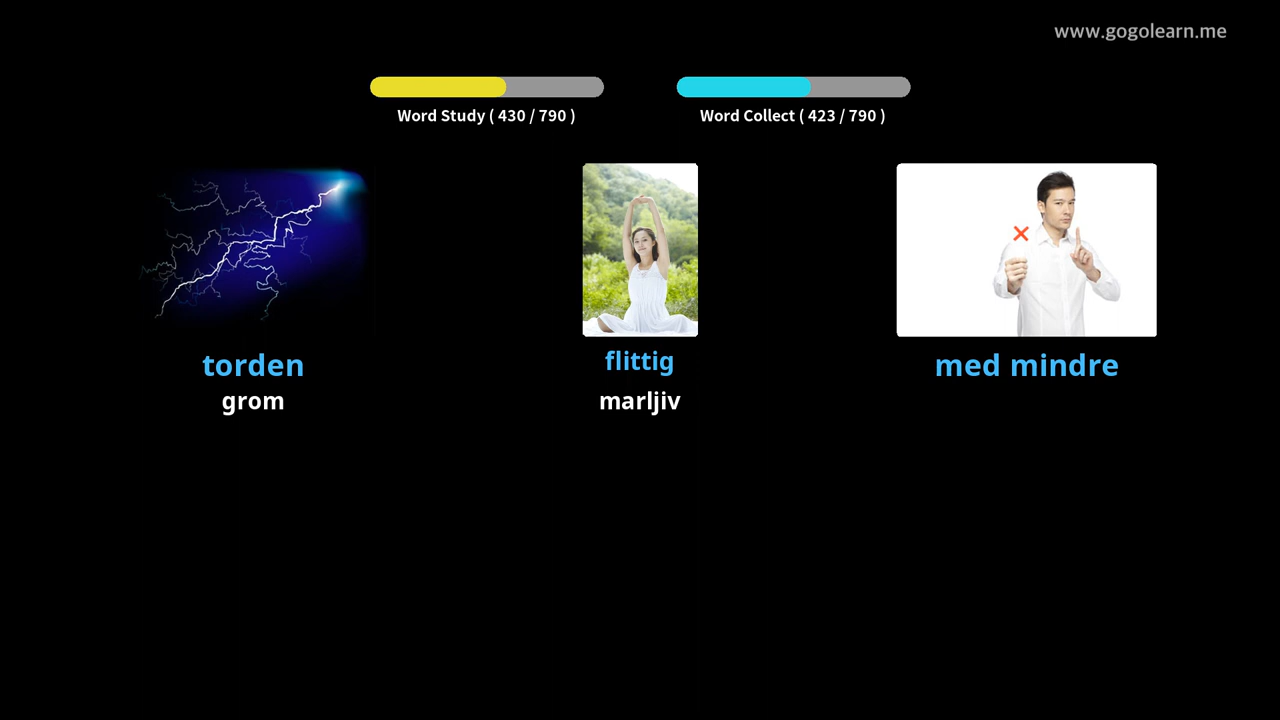 www.gogolearn.me
Word Study ( 430 / 790 )
Word Collect ( 423 / 790 )
torden
grom
flittig
marljiv
med mindre